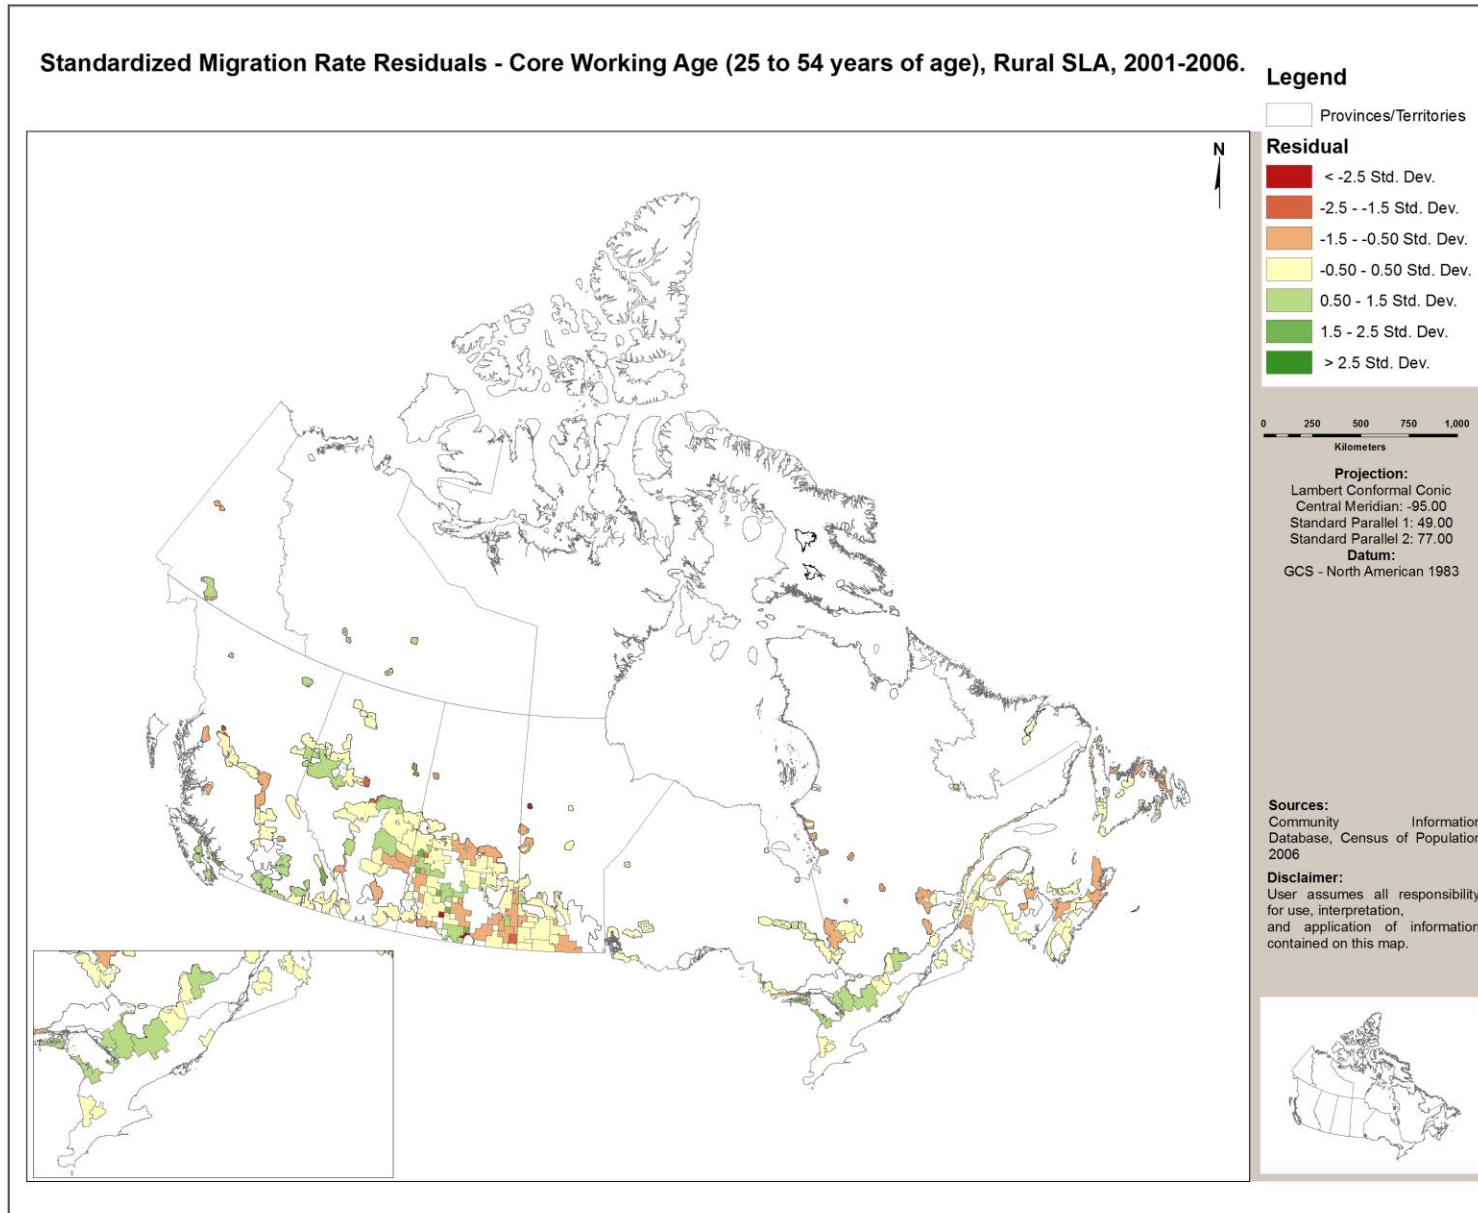 Standardized Migration Rate Residuals - Core Working Age (25 to 54 years of age), Rural SLA, 2001-2006.
Legend
Provinces/Territories
Residual
< -2.5 Std. Dev.
-2.5 - -1.5 Std. Dev.
-1.5 - -0.50 Std. Dev.
-0.50 - 0.50 Std. Dev.
0.50 - 1.5 Std. Dev.
1.5 - 2.5 Std. Dev.
> 2.5 Std. Dev.
N
0 250 500 750 1,000
Kilometers
Projection:
Lambert Conformal Conic
Central Meridian: -95.00
Standard Parallel 1: 49.00
Standard Parallel 2: 77.00
Datum:
GCS - North American 1983
Sources:
Community Information
Database, Census of Population
2006
Disclaimer:
User assumes all responsibility
for use, interpretation,
and application of information
contained on this map.